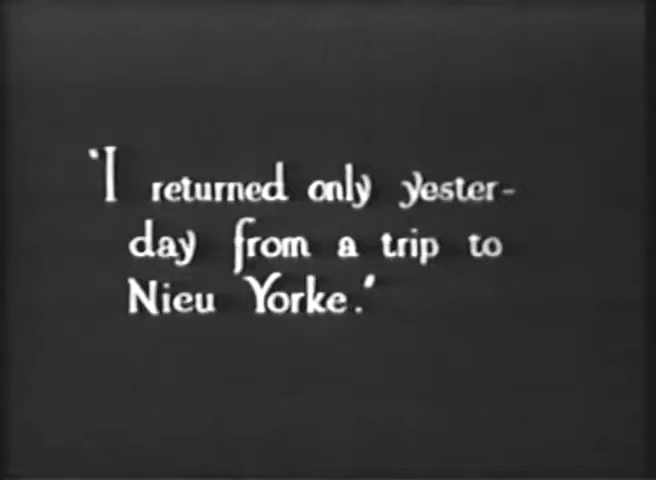 'I returned only yester-
day from a trip to
Nieu Yorke.'